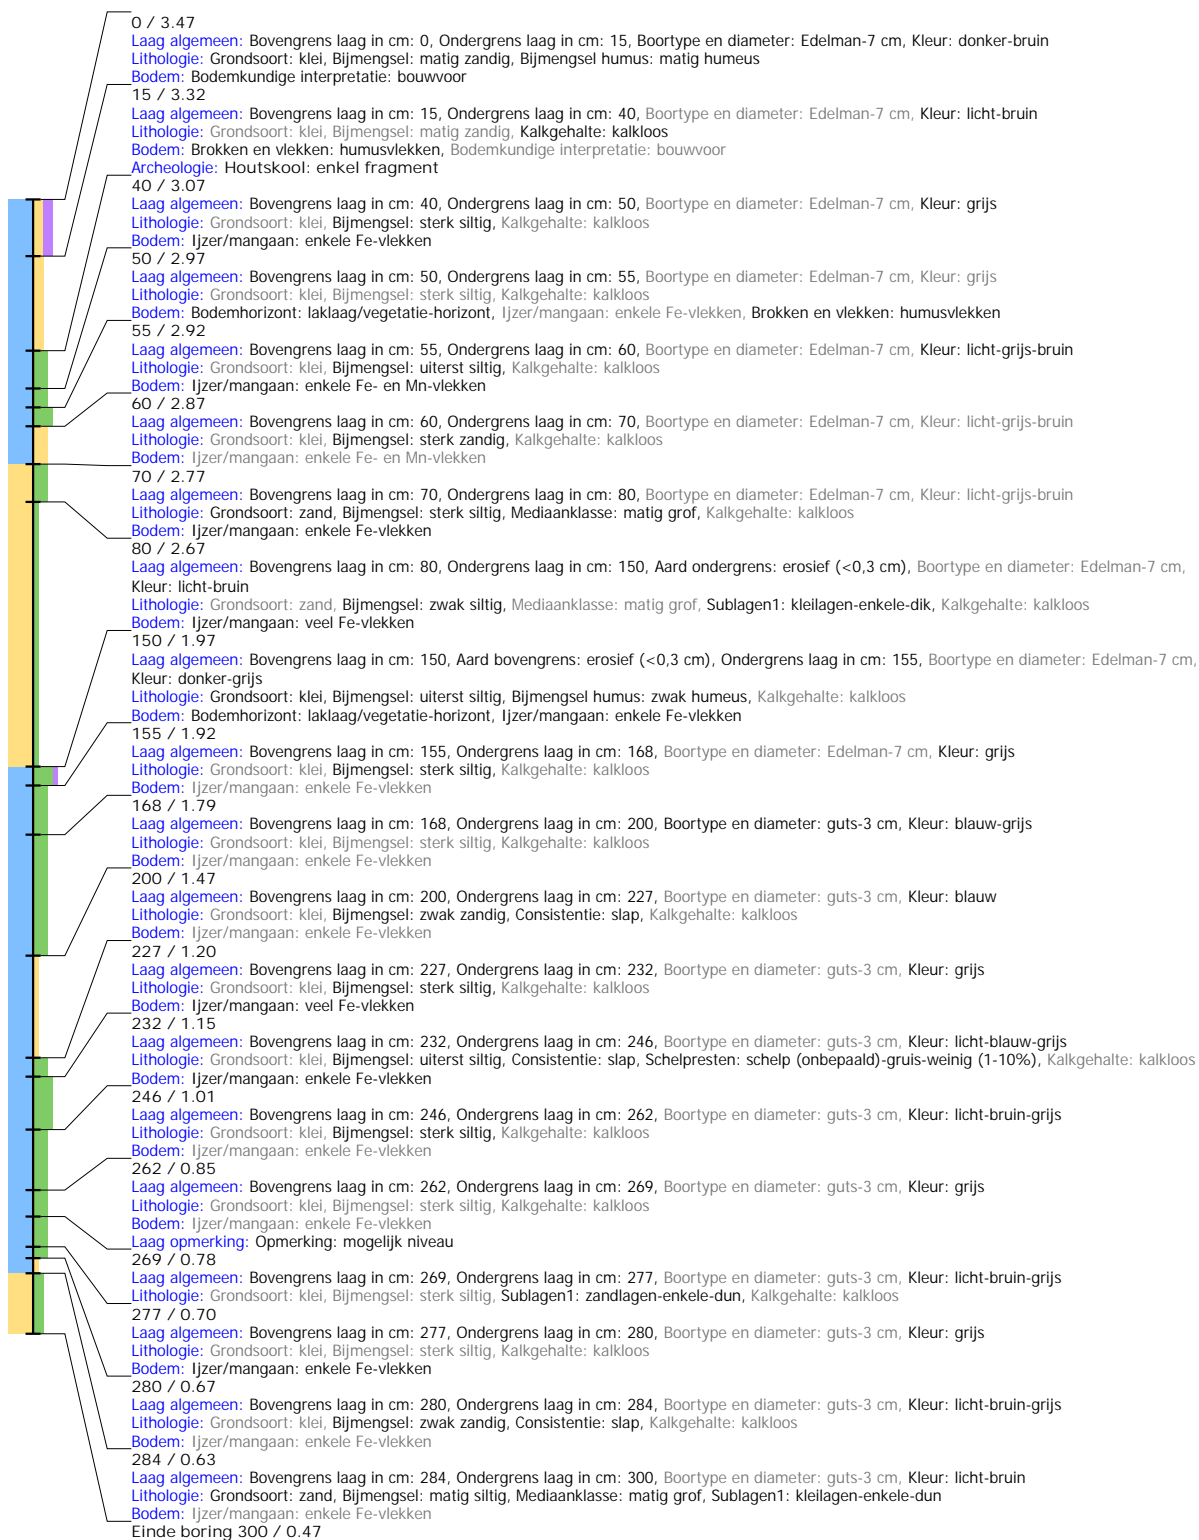 0 / 3.47
Laag algemeen: Bovengrens laag in cm: 0, Ondergrens laag in cm: 15, Boortype en diameter: Edelman-7 cm, Kleur: donker-bruin
Lithologie: Grondsoort: klei, Bijmengsel: matig zandig, Bijmengsel humus: matig humeus
Bodem: Bodemkundige interpretatie: bouwvoor
15 / 3.32
Laag algemeen: Bovengrens laag in cm: 15, Ondergrens laag in cm: 40, Boortype en diameter: Edelman-7 cm, Kleur: licht-bruin
Lithologie: Grondsoort: klei, Bijmengsel: matig zandig, Kalkgehalte: kalkloos
Bodem: Brokken en vlekken: humusvlekken, Bodemkundige interpretatie: bouwvoor
Archeologie: Houtskool: enkel fragment
40 / 3.07
Laag algemeen: Bovengrens laag in cm: 40, Ondergrens laag in cm: 50, Boortype en diameter: Edelman-7 cm, Kleur: grijs
Lithologie: Grondsoort: klei, Bijmengsel: sterk siltig, Kalkgehalte: kalkloos
Bodem: Ijzer/mangaan: enkele Fe-vlekken
50 / 2.97
Laag algemeen: Bovengrens laag in cm: 50, Ondergrens laag in cm: 55, Boortype en diameter: Edelman-7 cm, Kleur: grijs
Lithologie: Grondsoort: klei, Bijmengsel: sterk siltig, Kalkgehalte: kalkloos
Bodem: Bodemhorizont: laklaag/vegetatie-horizont, Ijzer/mangaan: enkele Fe-vlekken, Brokken en vlekken: humusvlekken
55 / 2.92
Laag algemeen: Bovengrens laag in cm: 55, Ondergrens laag in cm: 60, Boortype en diameter: Edelman-7 cm, Kleur: licht-grijs-bruin
Lithologie: Grondsoort: klei, Bijmengsel: uiterst siltig, Kalkgehalte: kalkloos
Bodem: Ijzer/mangaan: enkele Fe- en Mn-vlekken
60 / 2.87
Laag algemeen: Bovengrens laag in cm: 60, Ondergrens laag in cm: 70, Boortype en diameter: Edelman-7 cm, Kleur: licht-grijs-bruin
Lithologie: Grondsoort: klei, Bijmengsel: sterk zandig, Kalkgehalte: kalkloos
Bodem: Ijzer/mangaan: enkele Fe- en Mn-vlekken
70 / 2.77
Laag algemeen: Bovengrens laag in cm: 70, Ondergrens laag in cm: 80, Boortype en diameter: Edelman-7 cm, Kleur: licht-grijs-bruin
Lithologie: Grondsoort: zand, Bijmengsel: sterk siltig, Mediaanklasse: matig grof, Kalkgehalte: kalkloos
Bodem: Ijzer/mangaan: enkele Fe-vlekken
80 / 2.67
Laag algemeen: Bovengrens laag in cm: 80, Ondergrens laag in cm: 150, Aard ondergrens: erosief (<0,3 cm), Boortype en diameter: Edelman-7 cm,
Kleur: licht-bruin
Lithologie: Grondsoort: zand, Bijmengsel: zwak siltig, Mediaanklasse: matig grof, Sublagen1: kleilagen-enkele-dik, Kalkgehalte: kalkloos
Bodem: Ijzer/mangaan: veel Fe-vlekken
150 / 1.97
Laag algemeen: Bovengrens laag in cm: 150, Aard bovengrens: erosief (<0,3 cm), Ondergrens laag in cm: 155, Boortype en diameter: Edelman-7 cm,
Kleur: donker-grijs
Lithologie: Grondsoort: klei, Bijmengsel: uiterst siltig, Bijmengsel humus: zwak humeus, Kalkgehalte: kalkloos
Bodem: Bodemhorizont: laklaag/vegetatie-horizont, Ijzer/mangaan: enkele Fe-vlekken
155 / 1.92
Laag algemeen: Bovengrens laag in cm: 155, Ondergrens laag in cm: 168, Boortype en diameter: Edelman-7 cm, Kleur: grijs
Lithologie: Grondsoort: klei, Bijmengsel: sterk siltig, Kalkgehalte: kalkloos
Bodem: Ijzer/mangaan: enkele Fe-vlekken
168 / 1.79
Laag algemeen: Bovengrens laag in cm: 168, Ondergrens laag in cm: 200, Boortype en diameter: guts-3 cm, Kleur: blauw-grijs
Lithologie: Grondsoort: klei, Bijmengsel: sterk siltig, Kalkgehalte: kalkloos
Bodem: Ijzer/mangaan: enkele Fe-vlekken
200 / 1.47
Laag algemeen: Bovengrens laag in cm: 200, Ondergrens laag in cm: 227, Boortype en diameter: guts-3 cm, Kleur: blauw
Lithologie: Grondsoort: klei, Bijmengsel: zwak zandig, Consistentie: slap, Kalkgehalte: kalkloos
Bodem: Ijzer/mangaan: enkele Fe-vlekken
227 / 1.20
Laag algemeen: Bovengrens laag in cm: 227, Ondergrens laag in cm: 232, Boortype en diameter: guts-3 cm, Kleur: grijs
Lithologie: Grondsoort: klei, Bijmengsel: sterk siltig, Kalkgehalte: kalkloos
Bodem: Ijzer/mangaan: veel Fe-vlekken
232 / 1.15
Laag algemeen: Bovengrens laag in cm: 232, Ondergrens laag in cm: 246, Boortype en diameter: guts-3 cm, Kleur: licht-blauw-grijs
Lithologie: Grondsoort: klei, Bijmengsel: uiterst siltig, Consistentie: slap, Schelpresten: schelp (onbepaald)-gruis-weinig (1-10%), Kalkgehalte: kalkloos
Bodem: Ijzer/mangaan: enkele Fe-vlekken
246 / 1.01
Laag algemeen: Bovengrens laag in cm: 246, Ondergrens laag in cm: 262, Boortype en diameter: guts-3 cm, Kleur: licht-bruin-grijs
Lithologie: Grondsoort: klei, Bijmengsel: sterk siltig, Kalkgehalte: kalkloos
Bodem: Ijzer/mangaan: enkele Fe-vlekken
262 / 0.85
Laag algemeen: Bovengrens laag in cm: 262, Ondergrens laag in cm: 269, Boortype en diameter: guts-3 cm, Kleur: grijs
Lithologie: Grondsoort: klei, Bijmengsel: sterk siltig, Kalkgehalte: kalkloos
Bodem: Ijzer/mangaan: enkele Fe-vlekken
Laag opmerking: Opmerking: mogelijk niveau
269 / 0.78
Laag algemeen: Bovengrens laag in cm: 269, Ondergrens laag in cm: 277, Boortype en diameter: guts-3 cm, Kleur: licht-bruin-grijs
Lithologie: Grondsoort: klei, Bijmengsel: sterk siltig, Sublagen1: zandlagen-enkele-dun, Kalkgehalte: kalkloos
277 / 0.70
Laag algemeen: Bovengrens laag in cm: 277, Ondergrens laag in cm: 280, Boortype en diameter: guts-3 cm, Kleur: grijs
Lithologie: Grondsoort: klei, Bijmengsel: sterk siltig, Kalkgehalte: kalkloos
Bodem: Ijzer/mangaan: enkele Fe-vlekken
280 / 0.67
Laag algemeen: Bovengrens laag in cm: 280, Ondergrens laag in cm: 284, Boortype en diameter: guts-3 cm, Kleur: licht-bruin-grijs
Lithologie: Grondsoort: klei, Bijmengsel: zwak zandig, Consistentie: slap, Kalkgehalte: kalkloos
Bodem: Ijzer/mangaan: enkele Fe-vlekken
284 / 0.63
Laag algemeen: Bovengrens laag in cm: 284, Ondergrens laag in cm: 300, Boortype en diameter: guts-3 cm, Kleur: licht-bruin
Lithologie: Grondsoort: zand, Bijmengsel: matig siltig, Mediaanklasse: matig grof, Sublagen1: kleilagen-enkele-dun
Bodem: Ijzer/mangaan: enkele Fe-vlekken
Einde boring 300 / 0.47